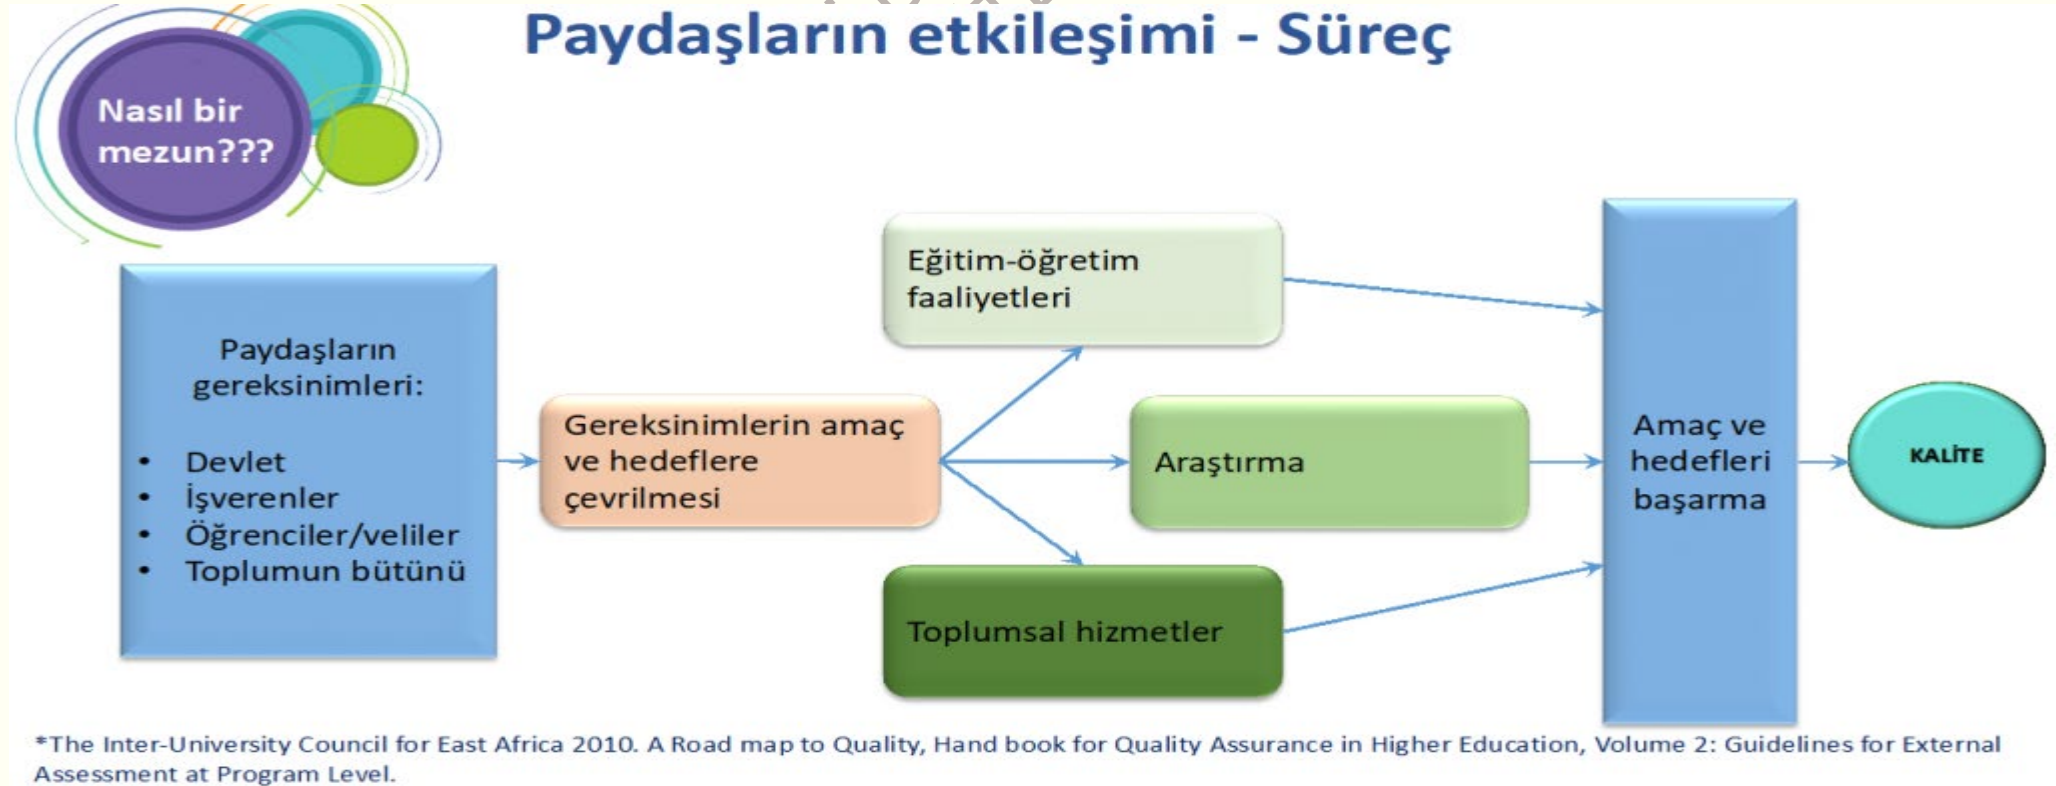 Paydaşların etkileşimi - Süreç
Nasıl bir
mezun???
Paydaşların
gereksinimleri:
• Devlet
• İşverenler
• Öğrenciler/veliler
• Toplumun bütünü
Gereksinimlerin amaç
ve hedeflere
çevrilmesi
Eğitim-öğretim
faaliyetleri
Araştırma
Toplumsal hizmetler
Amaç ve
hedefleri
başarma
KALİTE
*The Inter-University Council for East Africa 2010. A Road map to Quality, Hand book for Quality Assurance in Higher Education, Volume 2: Guidelines for External
Assessment at Program Level.